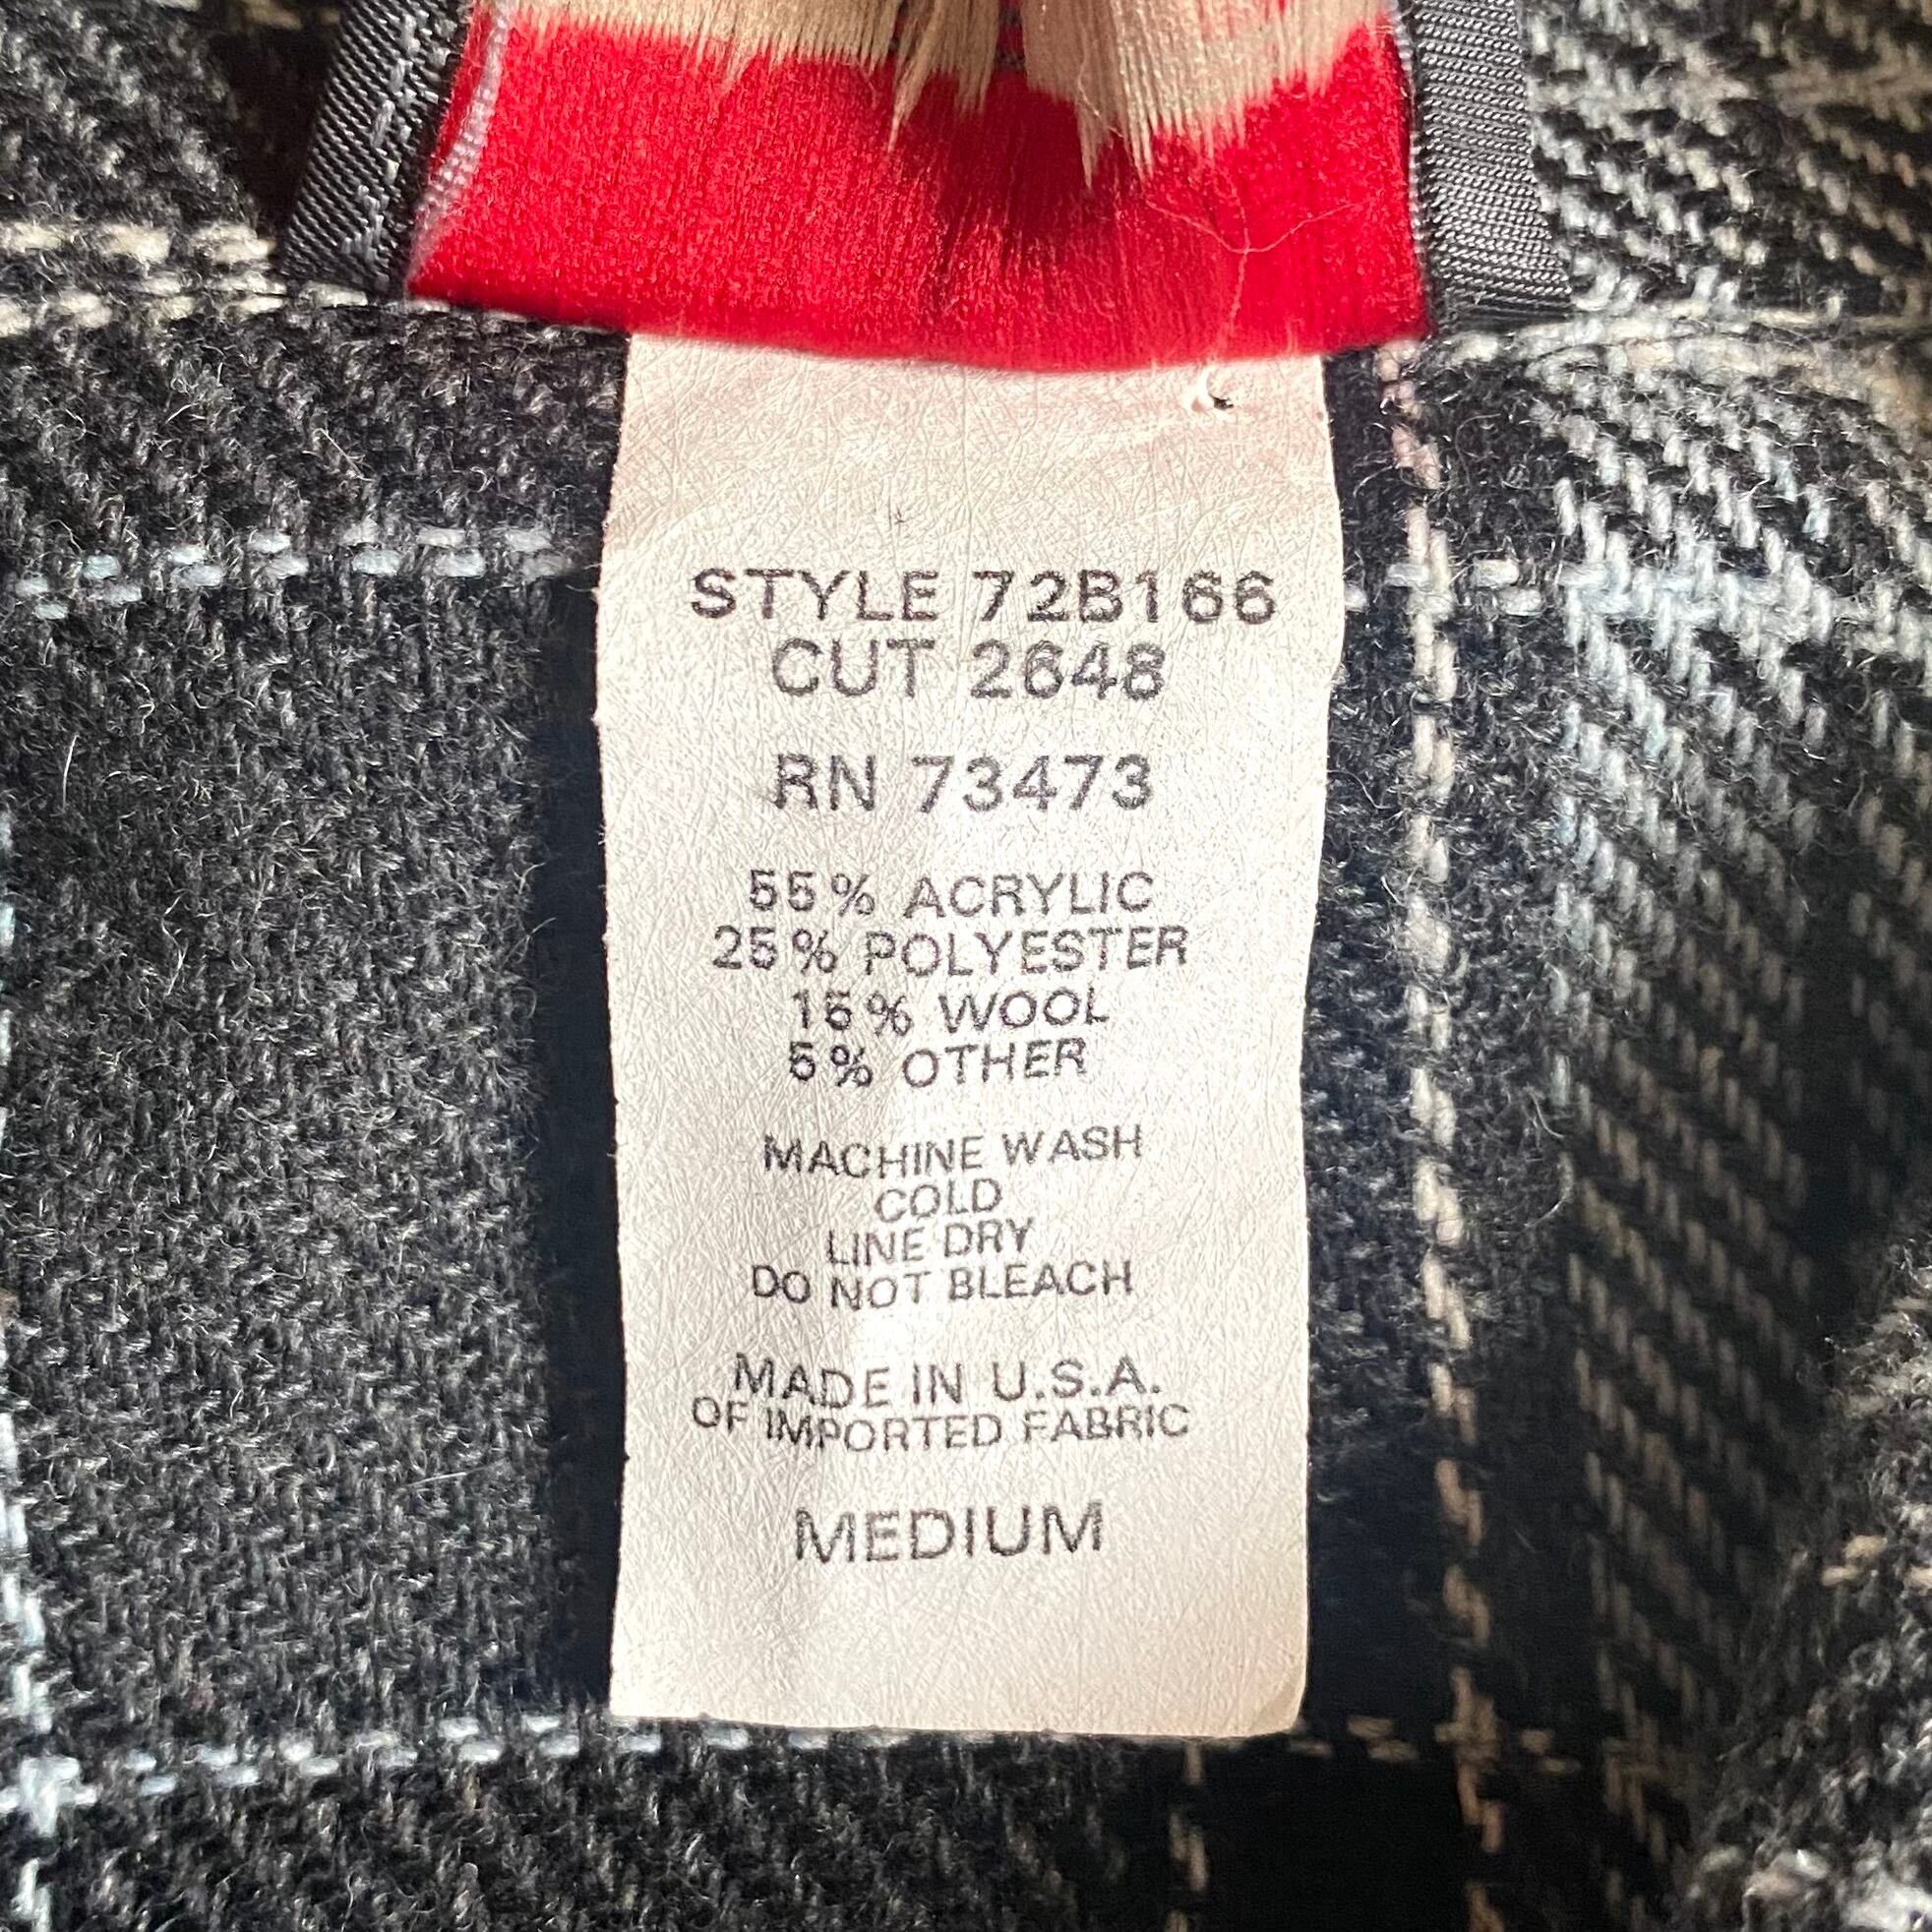 STYLE 72B166
CUT 2648
RN 73473
55% ACRYLIC
25% POLYESTER
15% WOOL
5% OTHER
MACHINE WASH
COLD
LINE DRY
DO NOT BLEACH
MADE IN U.S.A.
OF IMPORTED FABRIC
MEDIUM